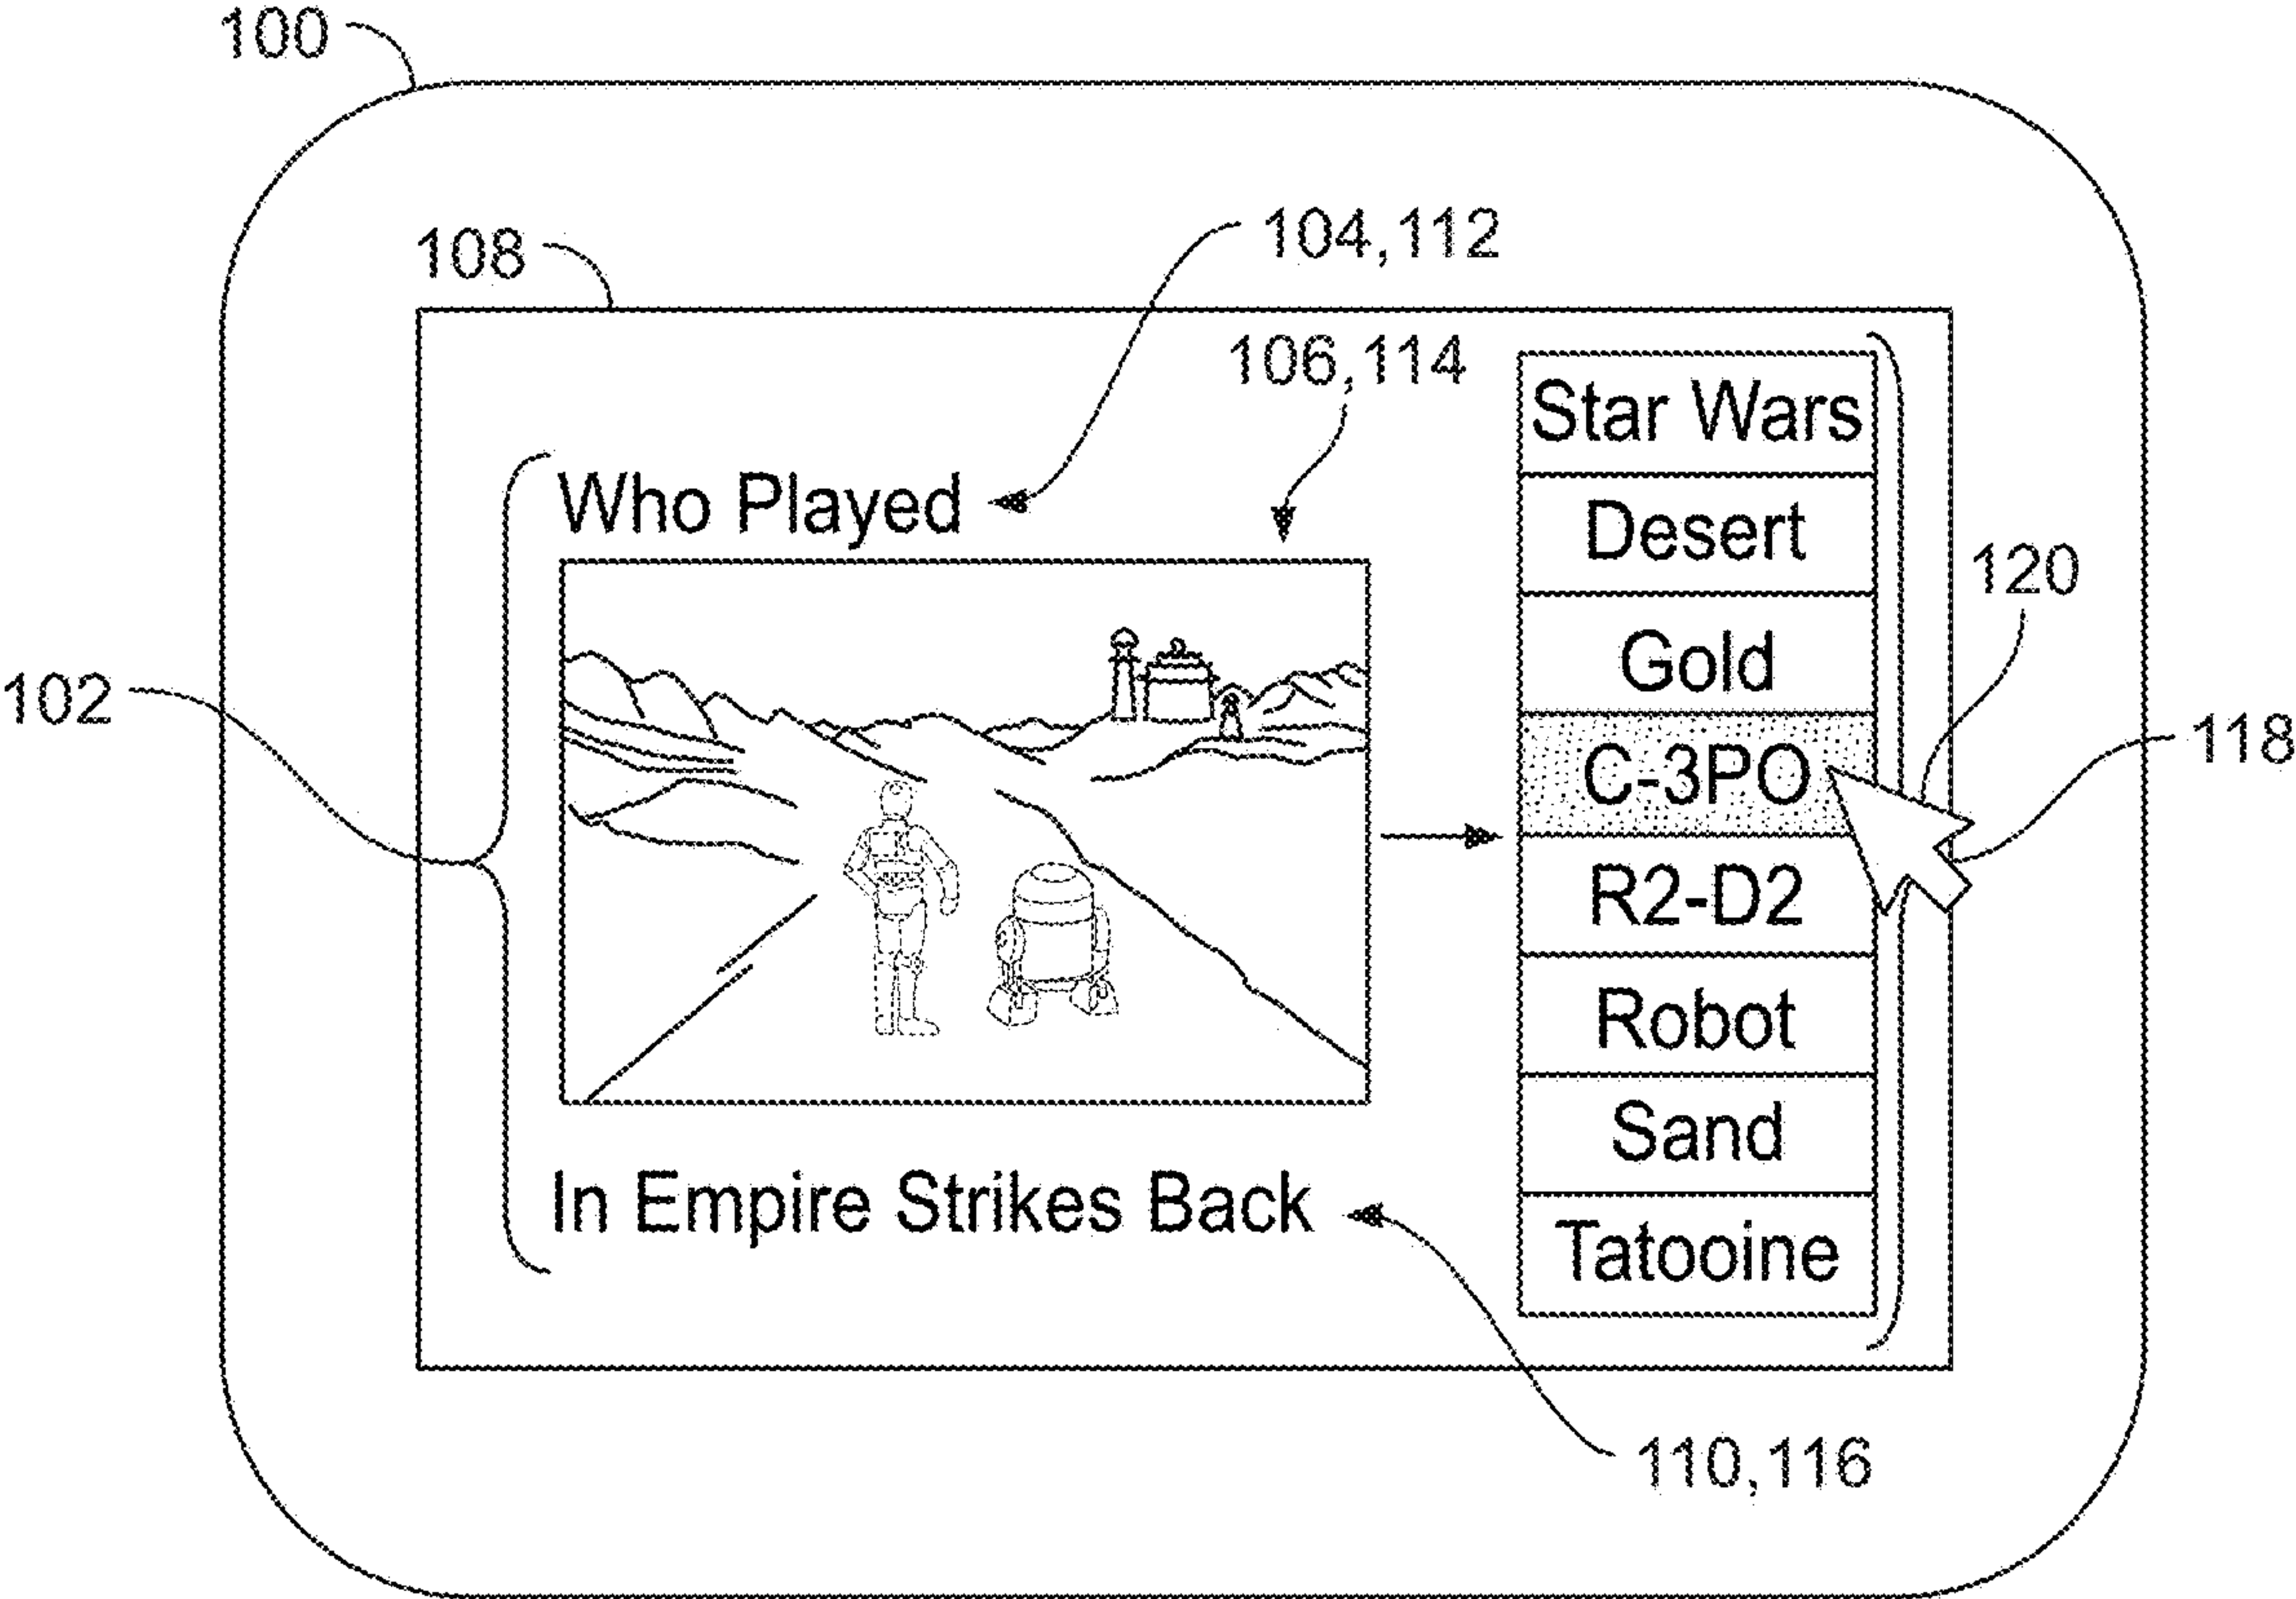 100
104,112
108
106,114
Star Wars
Who Played
Desert
120
Gold
102
118
C-3PO
R2-D2
Robot
Sand
In Empire Strikes Back
Tatooine
110,116